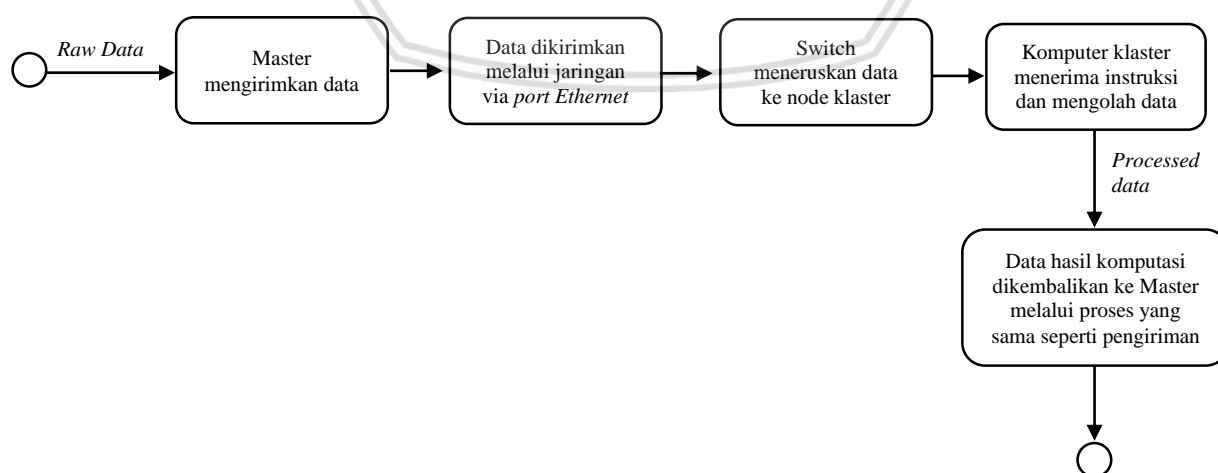 Raw Data
Master
mengirimkan data
Data dikirimkan
melalui jaringan
via port Ethernet
Switch
meneruskan data
ke node klaster
Komputer klaster
menerima instruksi
dan mengolah data
Processed
data
Data hasil komputasi
dikembalikan ke Master
melalui proses yang
sama seperti pengiriman